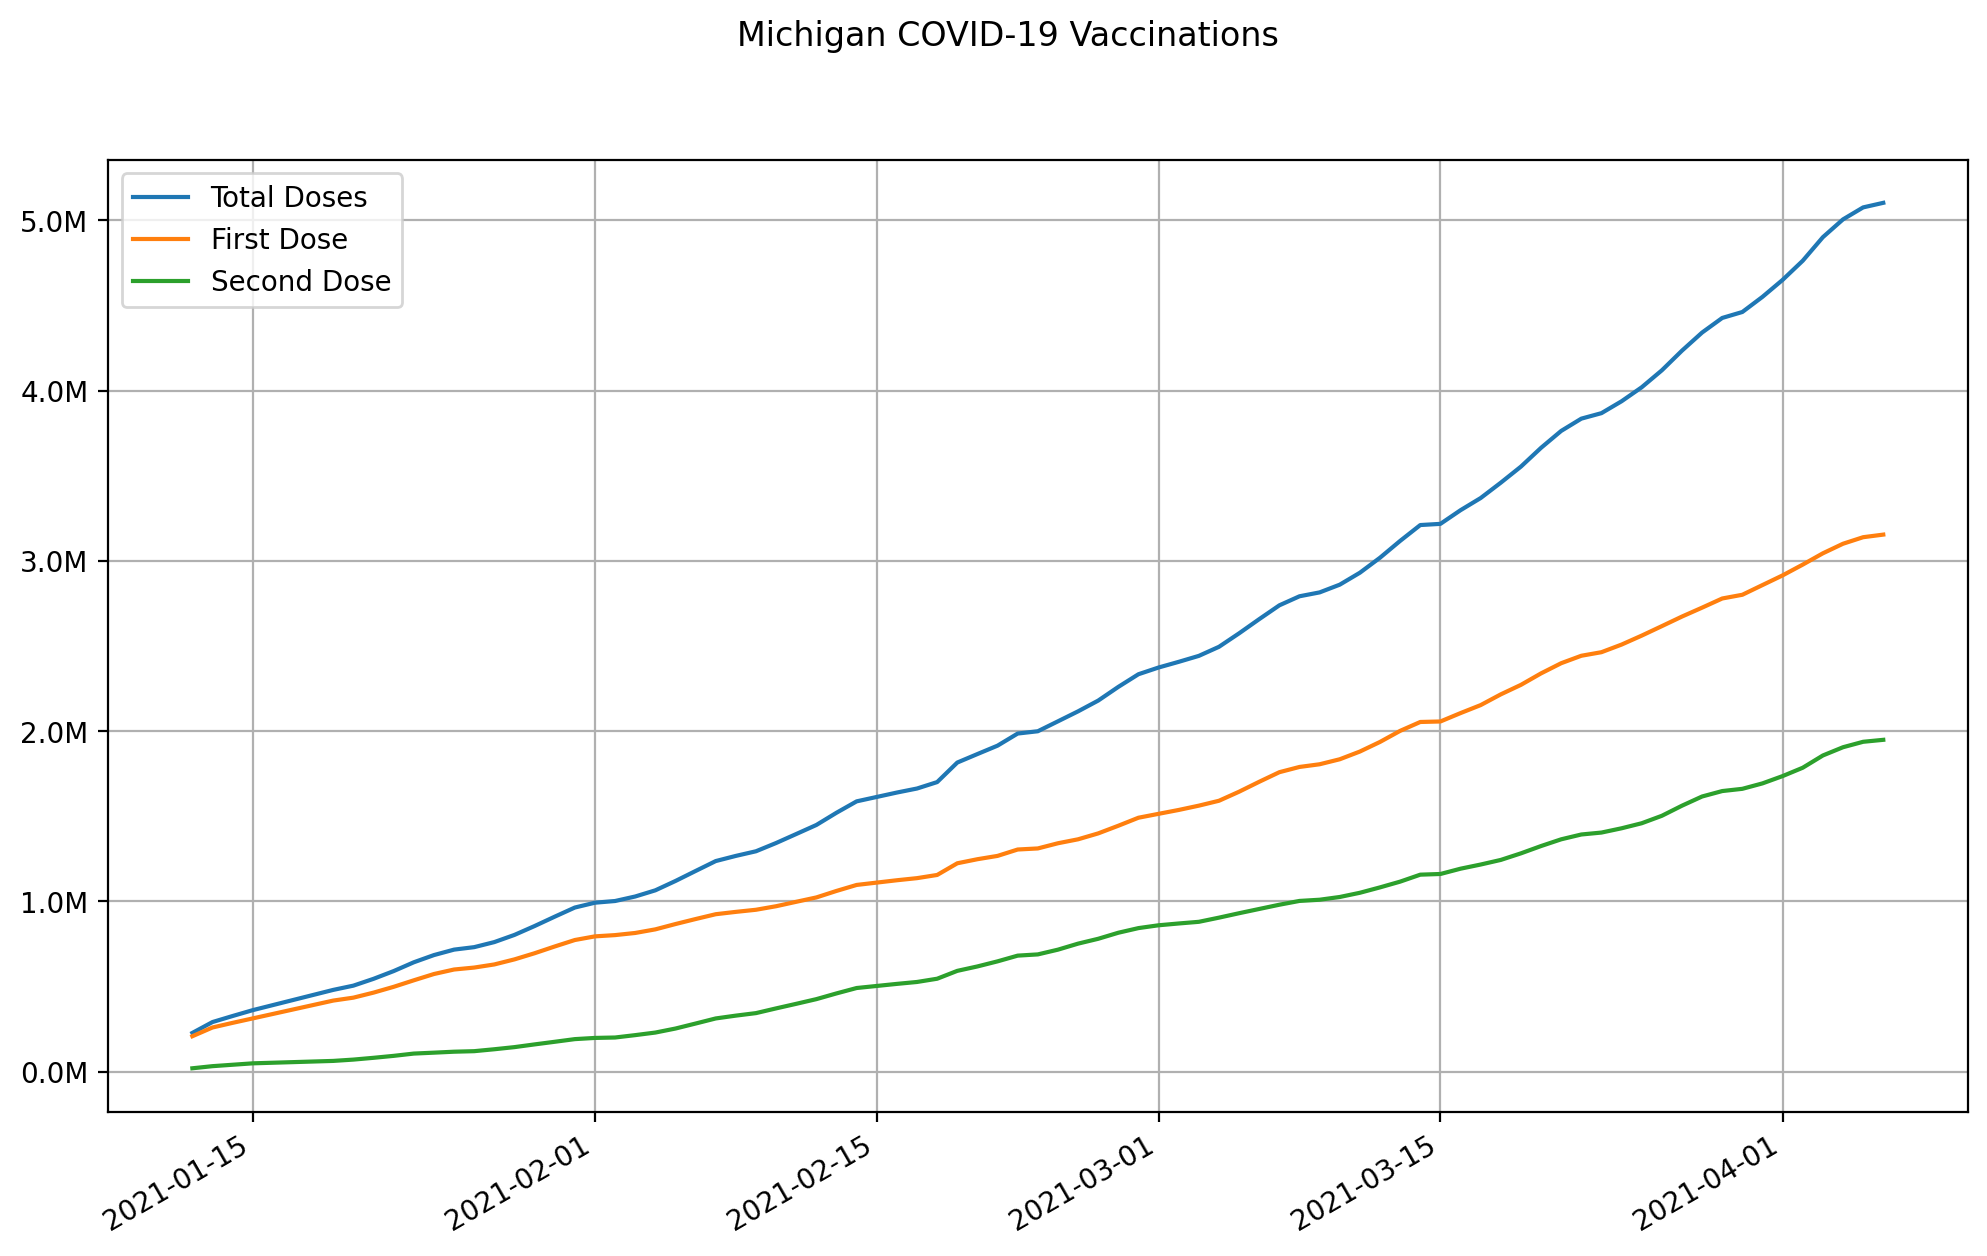 Michigan COVID-19 Vaccinations
Total Doses
First Dose
Second Dose
5.0M
4.0M
3.0M
2.0M
1.0M
0.0M
2021-01-15
2021-02-01
2021-02-15
2021-03-01
2021-03-15
2021-04-01